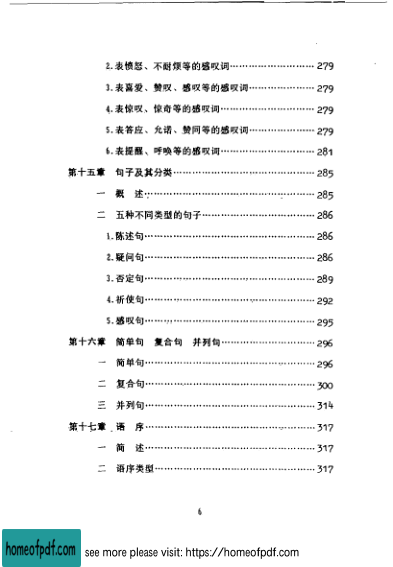 2.表愤怒、不耐烦等的感叹词………………………279
3.表喜爱、赞叹、感叹等的感叹词…………………279
4.表惊叹、惊奇等的感叹词…………………………279
5.表答应、允诺、赞同等的感叹词…………………279
6.表提醒、呼唤等的感叹词…………………………281
第十五章 句子及其分类………………………………285
一 概 述………………………………………………285
二 五种不同类型的句子………………………………286
1.陈述句………………………………………………286
2.疑问句………………………………………………286
3.否定句………………………………………………289
4.祈使句………………………………………………292
5.感叹句………………………………………………295
第十六章 简单句 复合句 并列句……………………296
一 简单句………………………………………………296
二 复合句………………………………………………300
三 并列句………………………………………………314
第十七章 语 序………………………………………317
一 简 述………………………………………………317
二 语序类型……………………………………………317
6
homeofpdf.com
see more please visit: https://homeofpdf.com